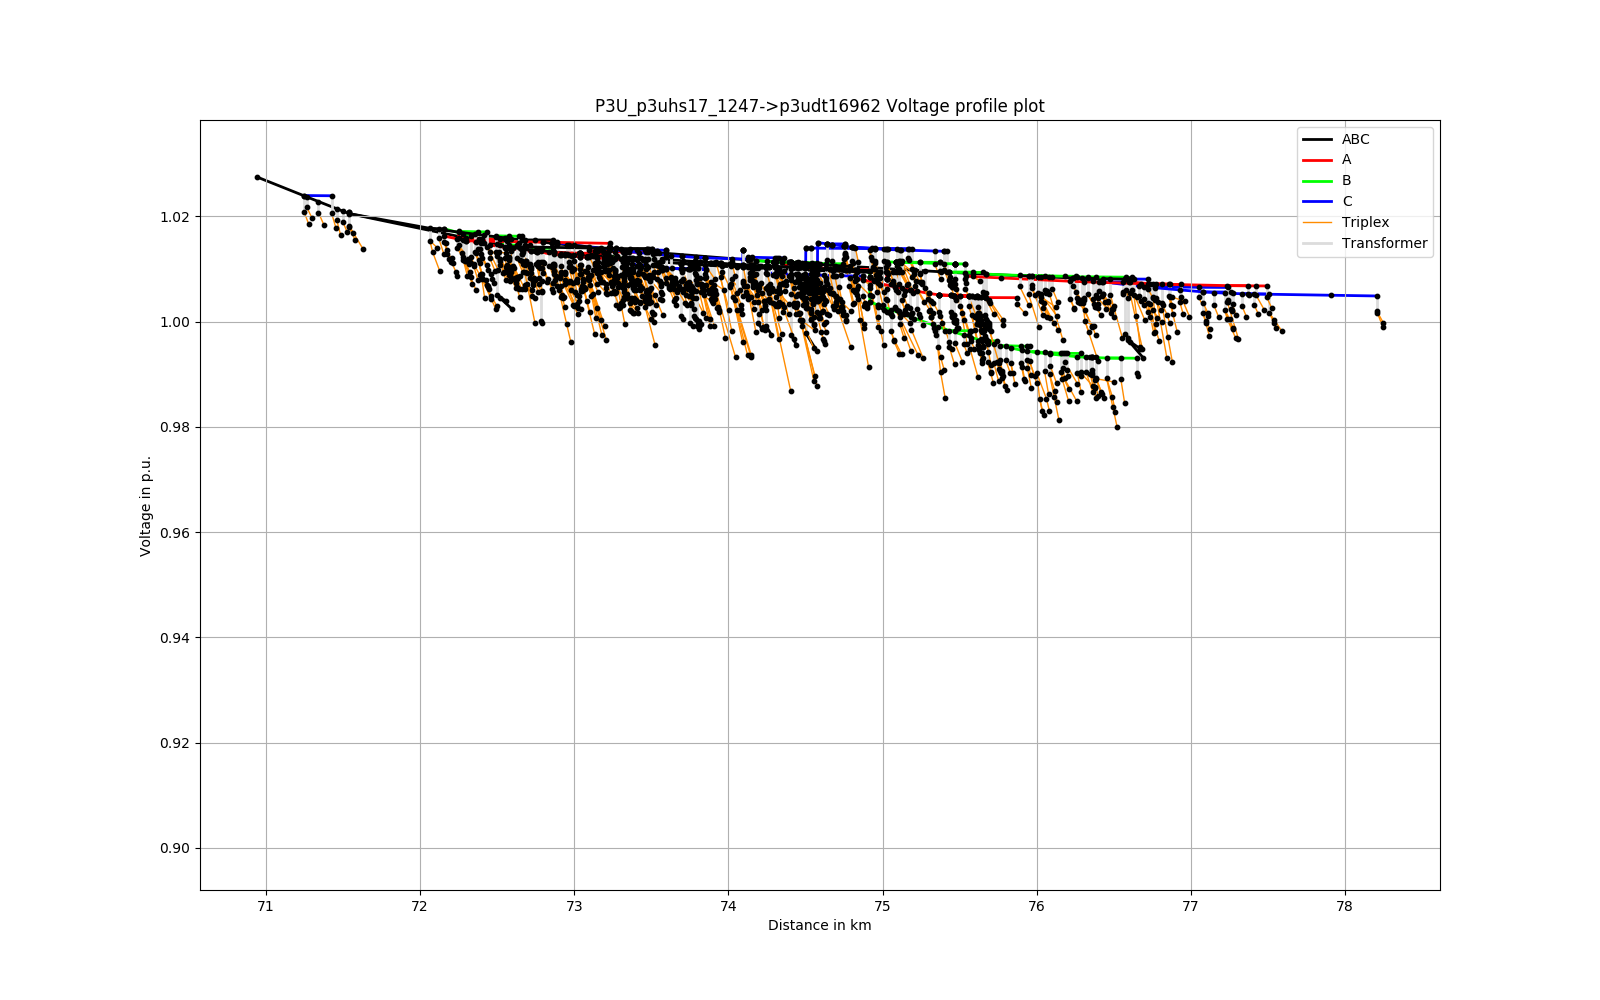 P3U_p3uhs17_1247->p3udt16962 Voltage profile plot
ABC
A
B
C
Triplex
Transformer
1.02
1.00
0.98
0.96
0.94
0.92
0.90
Voltage in p.u.
71 72 73 74 75 76 77 78
Distance in km